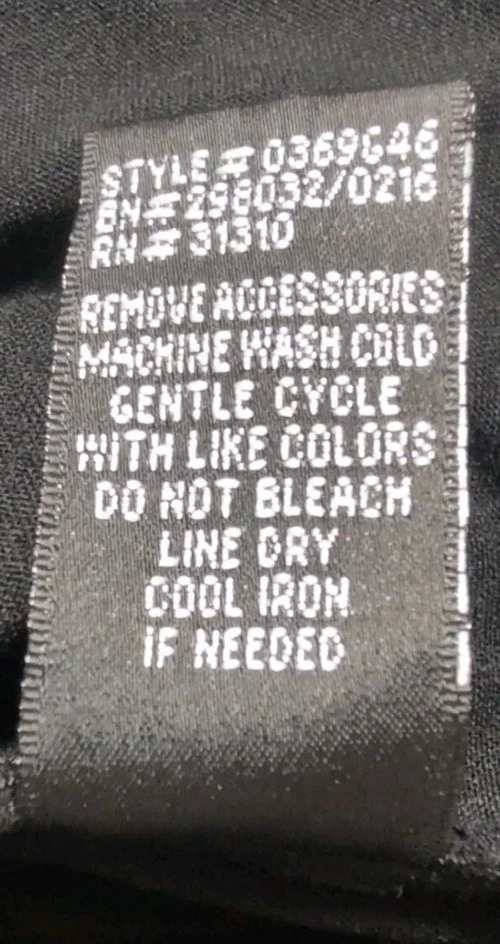 STYLE # 0369646
BN# 298032/0216
RN# 31310
REMOVE ACCESSORIES
MACHINE WASH COLD
GENTLE CYCLE
WITH LIKE COLORS
DO NOT BLEACH
LINE DRY
COOL IRON
IF NEEDED